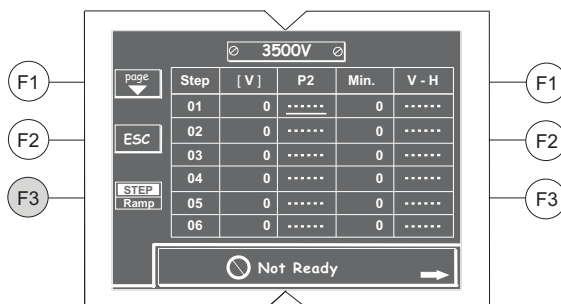 3500V
F1 page Step [ V ] P2 Min. V - H F1
01 0 ------ 0 ------
F2 ESC 02 0 ------ 0 ------ F2
03 0 ------ 0 ------
F3 STEP 04 0 ------ 0 ------ F3
Ramp 05 0 ------ 0 ------
06 0 ------ 0 ------
Not Ready